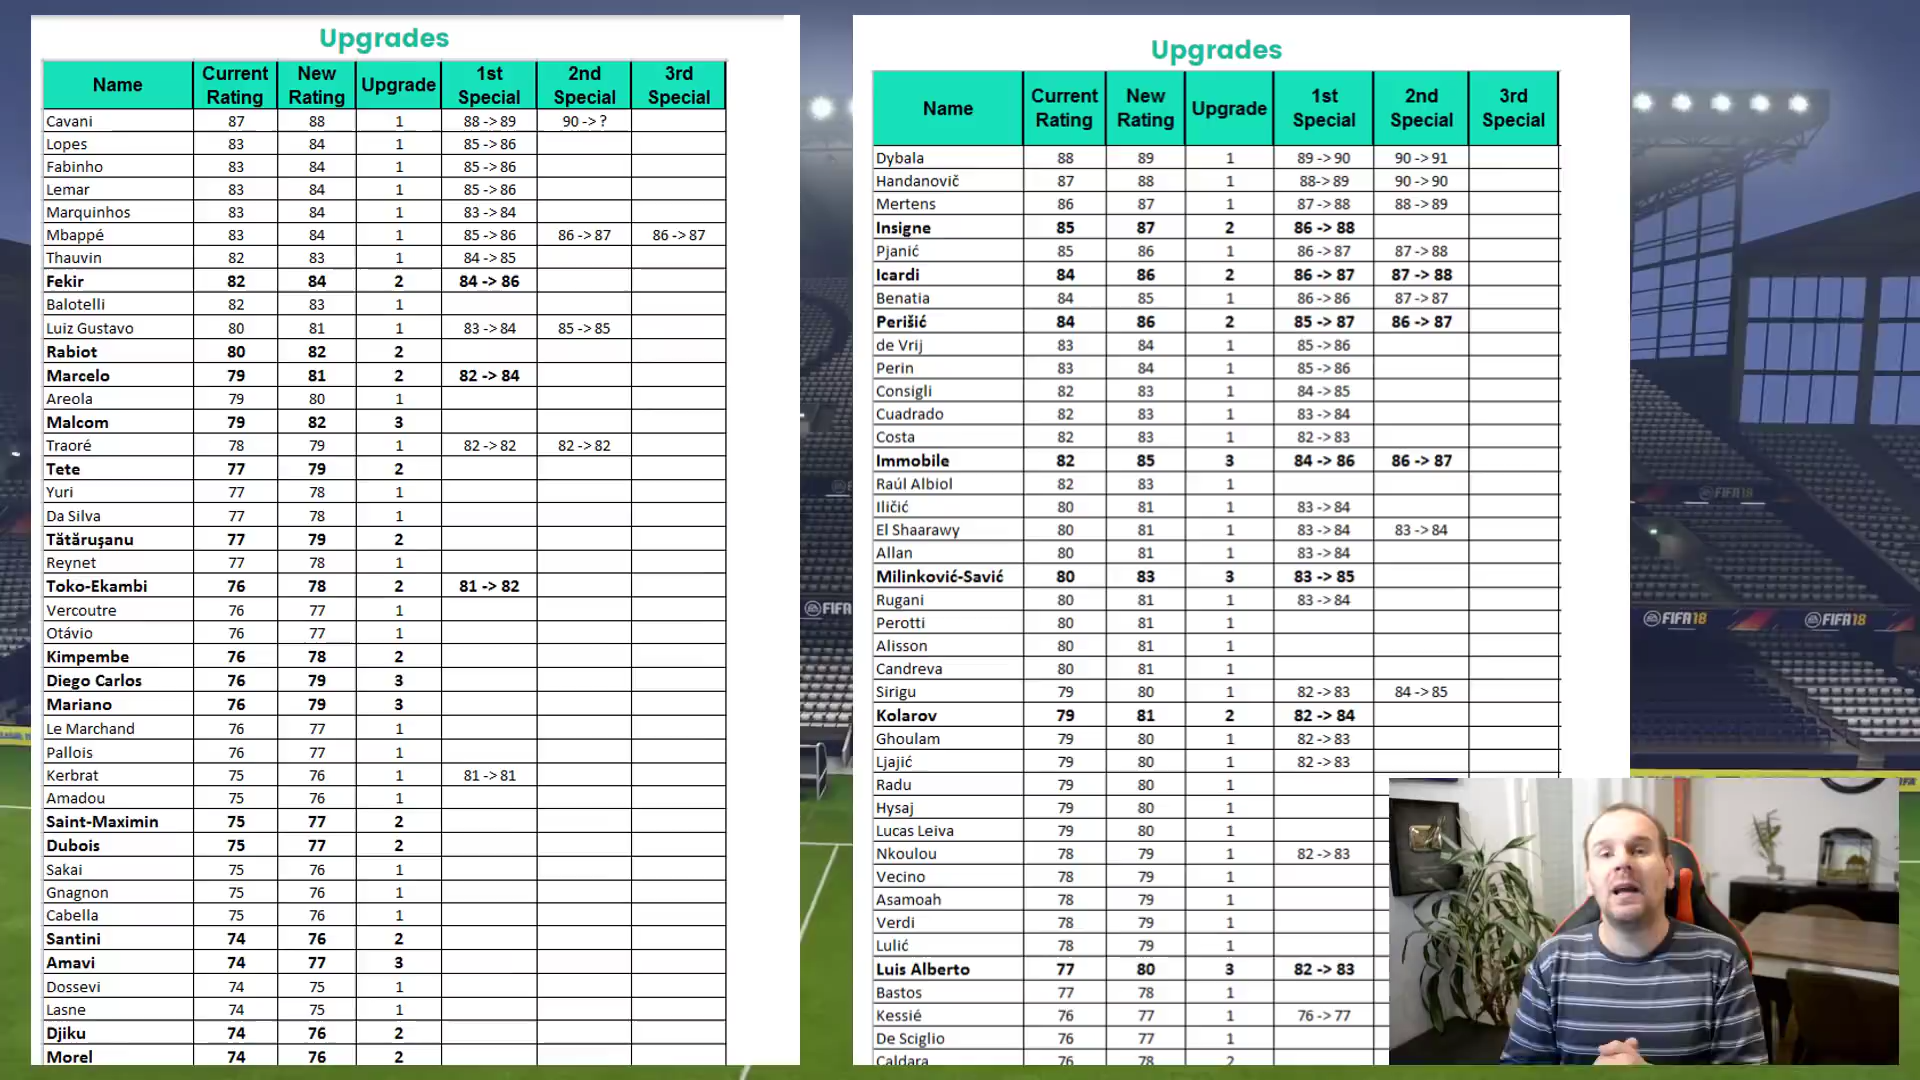 Upgrades
Name Current Rating New Rating Upgrade 1st Special 2nd Special 3rd Special
Cavani 87 88 1 88 -> 89 90 -> ?
Lopes 83 84 1 85 -> 86
Fabinho 83 84 1 85 -> 86
Lemar 83 84 1 85 -> 86
Marquinhos 83 84 1 83 -> 84
Mbappé 83 84 1 85 -> 86 86 -> 87 86 -> 87
Thauvin 82 83 1 84 -> 85
Fekir 82 84 2 84 -> 86
Balotelli 82 83 1
Luiz Gustavo 80 81 1 83 -> 84 85 -> 85
Rabiot 80 82 2
Marcelo 79 81 2 82 -> 84
Areola 79 80 1
Malcom 79 82 3
Traoré 78 79 1 82 -> 82 82 -> 82
Tete 77 79 2
Yuri 77 78 1
Da Silva 77 78 1
Tătăruşanu 77 79 2
Reynet 77 78 1
Toko-Ekambi 76 78 2 81 -> 82
Vercoutre 76 77 1
Otávio 76 77 1
Kimpembe 76 78 2
Diego Carlos 76 79 3
Mariano 76 79 3
Le Marchand 76 77 1
Pallois 76 77 1
Kerbrat 75 76 1 81 -> 81
Amadou 75 76 1
Saint-Maximin 75 77 2
Dubois 75 77 2
Sakai 75 76 1
Gnagnon 75 76 1
Cabella 75 76 1
Santini 74 76 2
Amavi 74 77 3
Dossevi 74 75 1
Lasne 74 75 1
Djiku 74 76 2
Morel 74 76 2
Upgrades
Name Current Rating New Rating Upgrade 1st Special 2nd Special 3rd Special
Dybala 88 89 1 89 -> 90 90 -> 91
Handanovič 87 88 1 88-> 89 90 -> 90
Mertens 86 87 1 87 -> 88 88 -> 89
Insigne 85 87 2 86 -> 88
Pjanić 85 86 1 86 -> 87 87 -> 88
Icardi 84 86 2 86 -> 87 87 -> 88
Benatia 84 85 1 86 -> 86 87 -> 87
Perišić 84 86 2 85 -> 87 86 -> 87
de Vrij 83 84 1 85 -> 86
Perin 83 84 1 85 -> 86
Consigli 82 83 1 84 -> 85
Cuadrado 82 83 1 83 -> 84
Costa 82 83 1 82 -> 83
Immobile 82 85 3 84 -> 86 86 -> 87
Raúl Albiol 82 83 1
Iličić 80 81 1 83 -> 84
El Shaarawy 80 81 1 83 -> 84 83 -> 84
Allan 80 81 1 83 -> 84
Milinković-Savić 80 83 3 83 -> 85
Rugani 80 81 1 83 -> 84
Perotti 80 81 1
Alisson 80 81 1
Candreva 80 81 1
Sirigu 79 80 1 82 -> 83 84 -> 85
Kolarov 79 81 2 82 -> 84
Ghoulam 79 80 1 82 -> 83
Ljajić 79 80 1 82 -> 83
Radu 79 80 1
Hysaj 79 80 1
Lucas Leiva 79 80 1
Nkoulou 78 79 1 82 -> 83
Vecino 78 79 1
Asamoah 78 79 1
Verdi 78 79 1
Lulić 78 79 1
Luis Alberto 77 80 3 82 -> 83
Bastos 77 78 1
Kessié 76 77 1 76 -> 77
De Sciglio 76 77 1
Caldara 76 78 2
FIFA
FIFA18
FIFA18
FIFA18